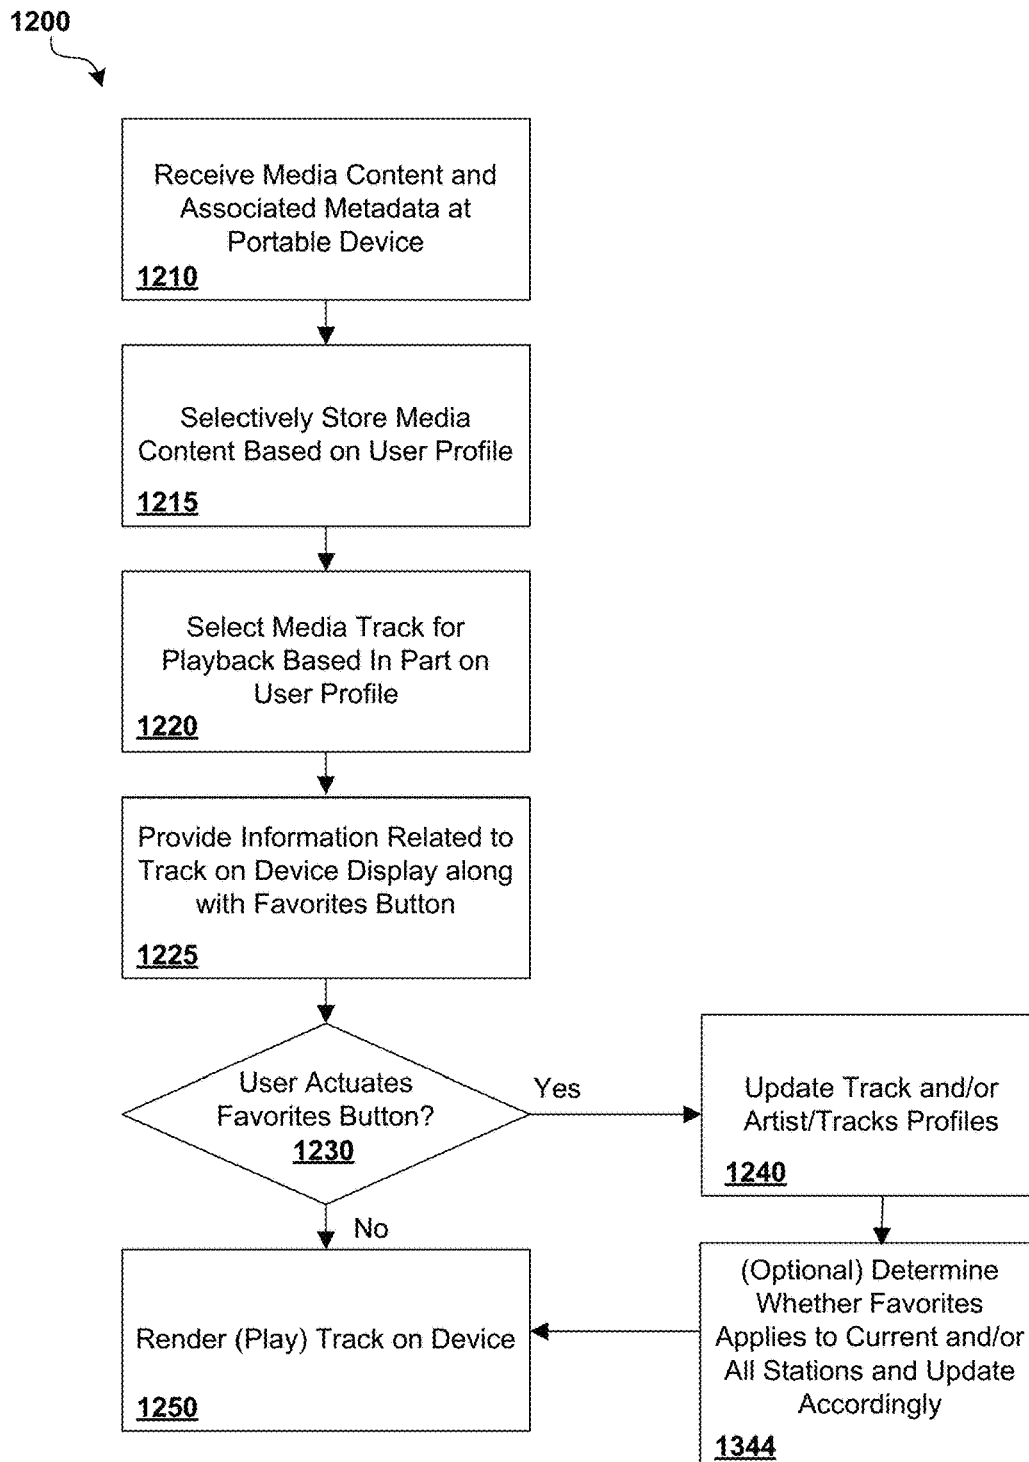 1200
Receive Media Content and
Associated Metadata at
Portable Device
1210
Selectively Store Media
Content Based on User Profile
1215
Select Media Track for
Playback Based In Part on
User Profile
1220
Provide Information Related to
Track on Device Display along
with Favorites Button
1225
User Actuates
Favorites Button?
1230
Yes
No
Update Track and/or
Artist/Tracks Profiles
1240
(Optional) Determine
Whether Favorites
Applies to Current and/or
All Stations and Update
Accordingly
1344
Render (Play) Track on Device
1250